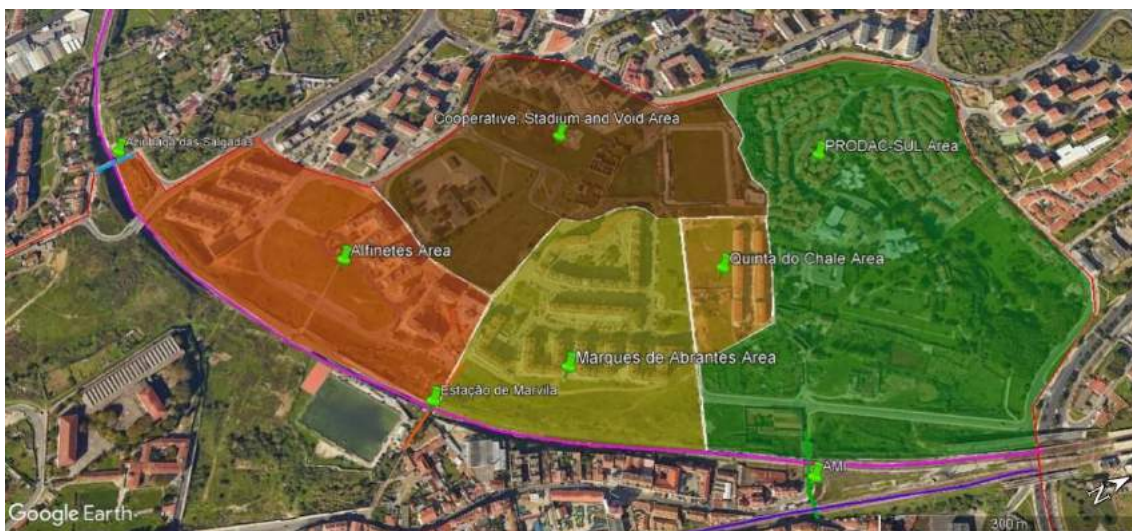 Cooperative, Stadium and Void Area
Azinhaga das Salgadas
PRODAC-SUL Area
Alfinetes Area
Quinta do Chale Area
Marques de Abrantes Area
Estação de Marvila
AMI
Google Earth
300 m
N